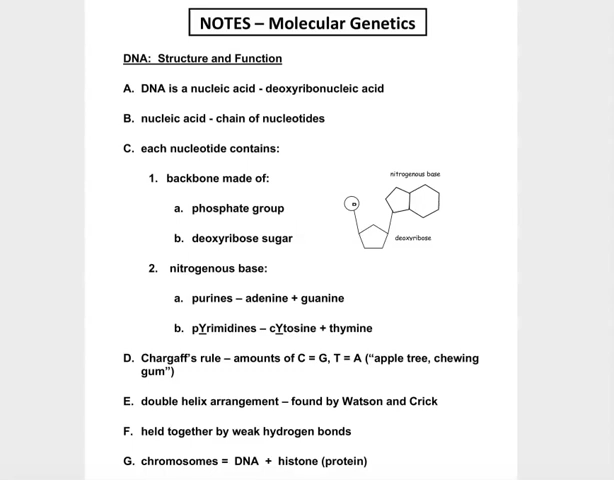 NOTES – Molecular Genetics
DNA: Structure and Function
A. DNA is a nucleic acid - deoxyribonucleic acid
B. nucleic acid - chain of nucleotides
C. each nucleotide contains:
1. backbone made of:
nitrogenous base
a. phosphate group
P
b. deoxyribose sugar
deoxyribose
2. nitrogenous base:
a. purines – adenine + guanine
b. pYrimidines – cYtosine + thymine
D. Chargaff's rule – amounts of C = G, T = A (“apple tree, chewing
gum”)
E. double helix arrangement – found by Watson and Crick
F. held together by weak hydrogen bonds
G. chromosomes = DNA + histone (protein)